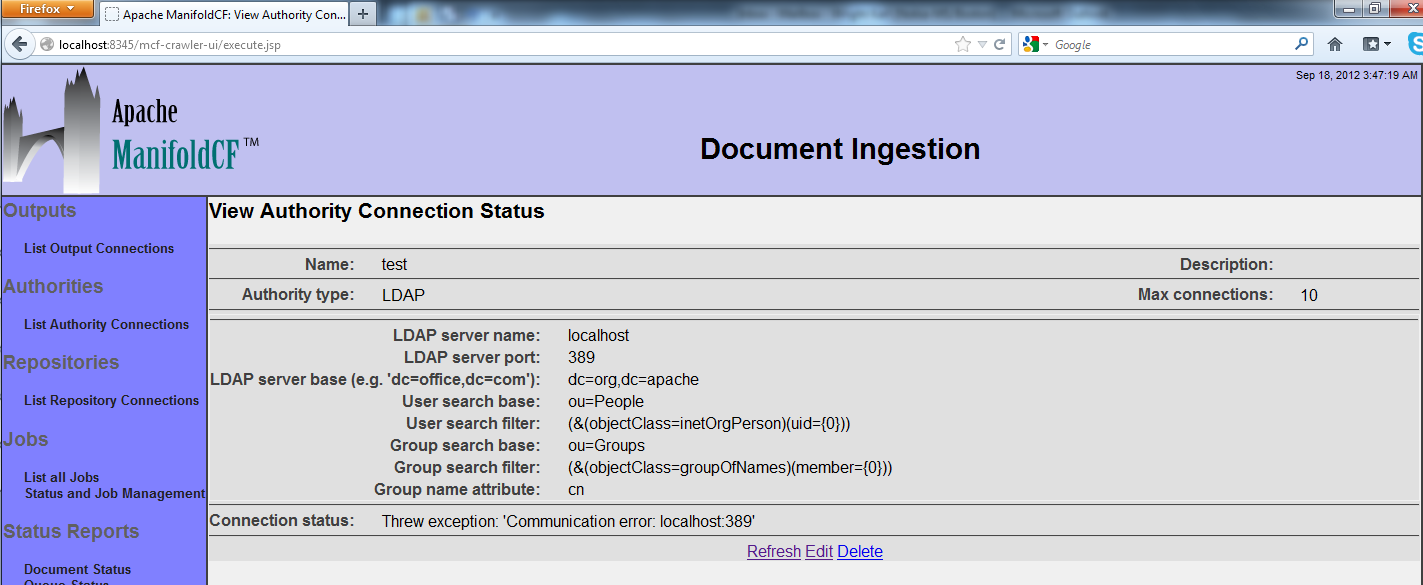 Firefox
Apache ManifoldCF: View Authority Con...
localhost:8345/mcf-crawler-ui/execute.jsp
Google
Sep 18, 2012 3:47:19 AM
Apache
ManifoldCF™
Document Ingestion
Outputs
List Output Connections
Authorities
List Authority Connections
Repositories
List Repository Connections
Jobs
List all Jobs
Status and Job Management
Status Reports
Document Status
Queue Status
View Authority Connection Status
Name: test Description:
Authority type: LDAP Max connections: 10
LDAP server name: localhost
LDAP server port: 389
LDAP server base (e.g. 'dc=office,dc=com'): dc=org,dc=apache
User search base: ou=People
User search filter: (&(objectClass=inetOrgPerson)(uid={0}))
Group search base: ou=Groups
Group search filter: (&(objectClass=groupOfNames)(member={0}))
Group name attribute: cn
Connection status: Threw exception: 'Communication error: localhost:389'
Refresh Edit Delete